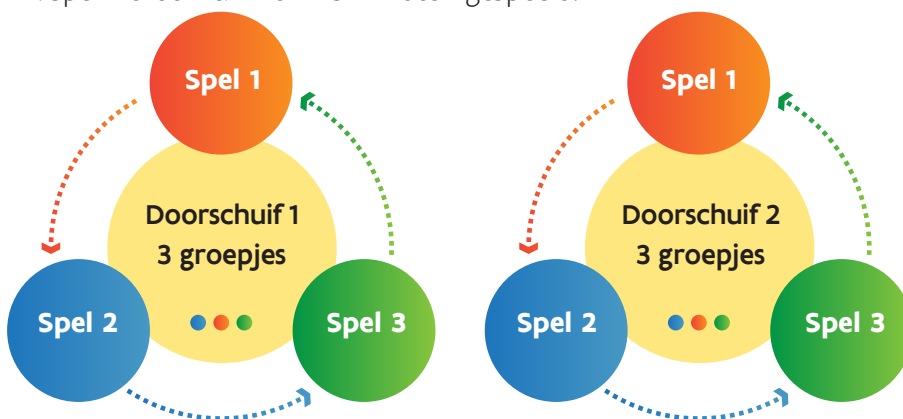 Spel 1
Doorschuif 1
3 groepjes
Spel 2
Spel 3
Spel 1
Doorschuif 2
3 groepjes
Spel 2
Spel 3